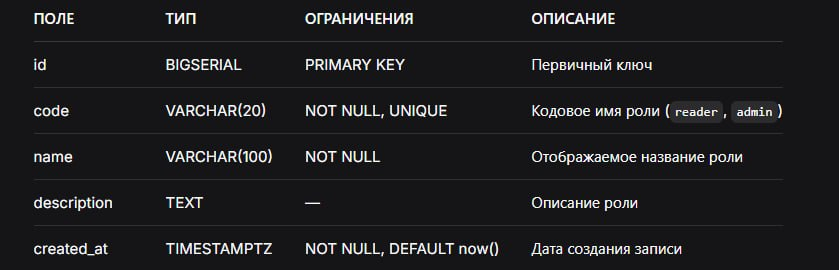 ПОЛЕ ТИП ОГРАНИЧЕНИЯ ОПИСАНИЕ
id BIGSERIAL PRIMARY KEY Первичный ключ
code VARCHAR(20) NOT NULL, UNIQUE Кодовое имя роли (reader, admin)
name VARCHAR(100) NOT NULL Отображаемое название роли
description TEXT — Описание роли
created_at TIMESTAMPTZ NOT NULL, DEFAULT now() Дата создания записи